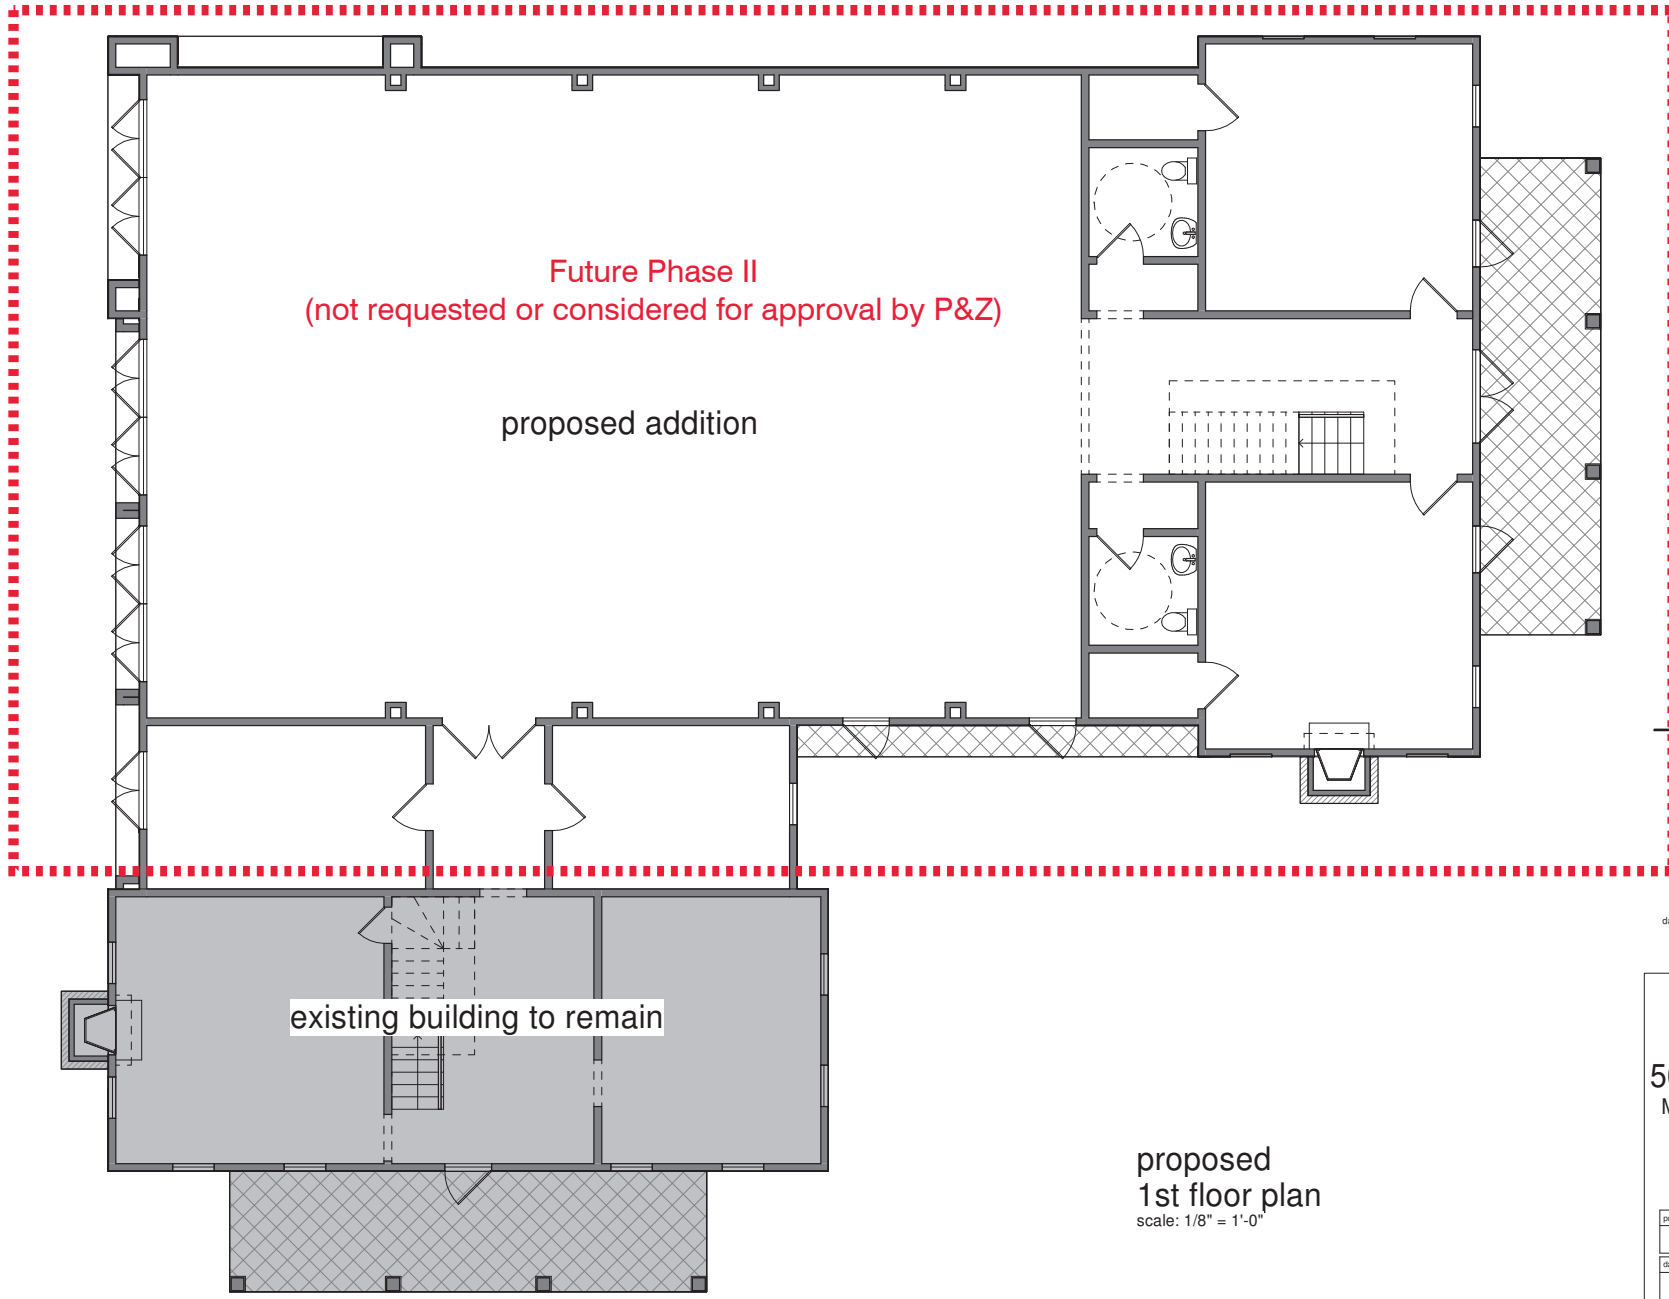 Future Phase II
(not requested or considered for approval by P&Z)
proposed addition
existing building to remain
proposed
1st floor plan
scale: 1/8" = 1'-0"